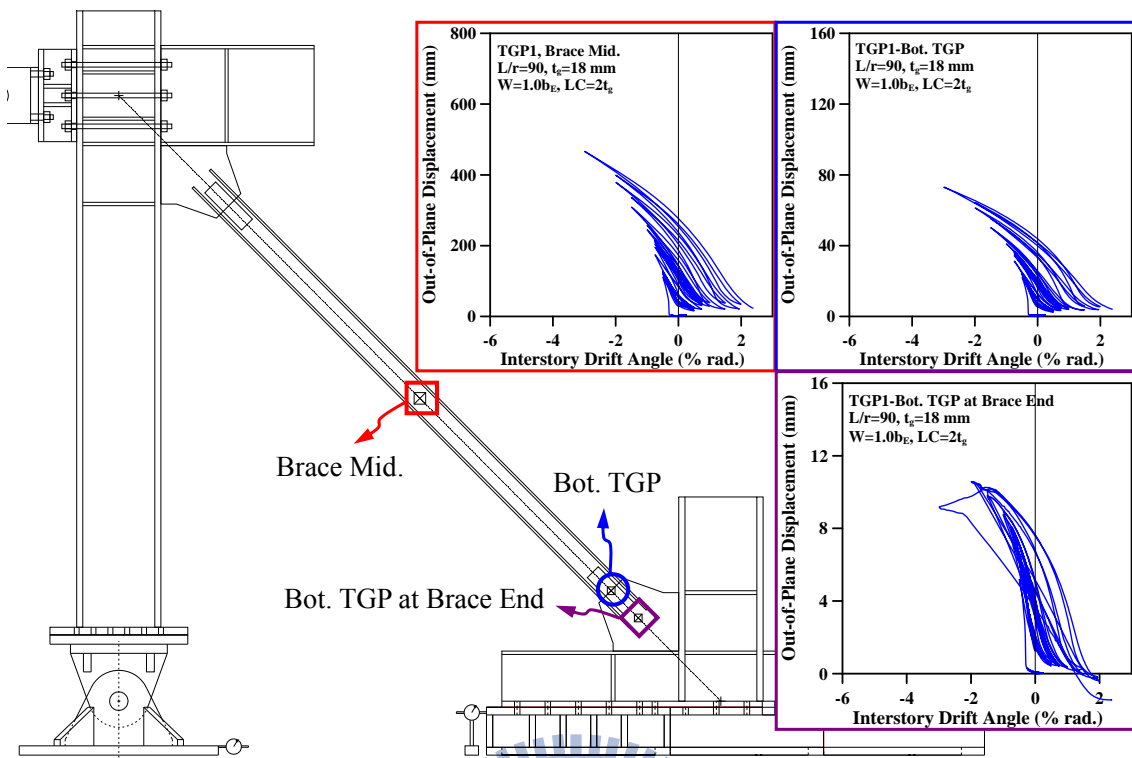 800
600
400
200
0
Out-of-Plane Displacement (mm)
TGP1, Brace Mid.
L/r=90, tg=18 mm
W=1.0bE, LC=2tg
-6 -4 -2 0 2
Interstory Drift Angle (% rad.)
160
120
80
40
0
Out-of-Plane Displacement (mm)
TGP1-Bot. TGP
L/r=90, tg=18 mm
W=1.0bE, LC=2tg
-6 -4 -2 0 2
Interstory Drift Angle (% rad.)
16
12
8
4
0
Out-of-Plane Displacement (mm)
TGP1-Bot. TGP at Brace End
L/r=90, tg=18 mm
W=1.0bE, LC=2tg
-6 -4 -2 0 2
Interstory Drift Angle (% rad.)
Brace Mid.
Bot. TGP
Bot. TGP at Brace End